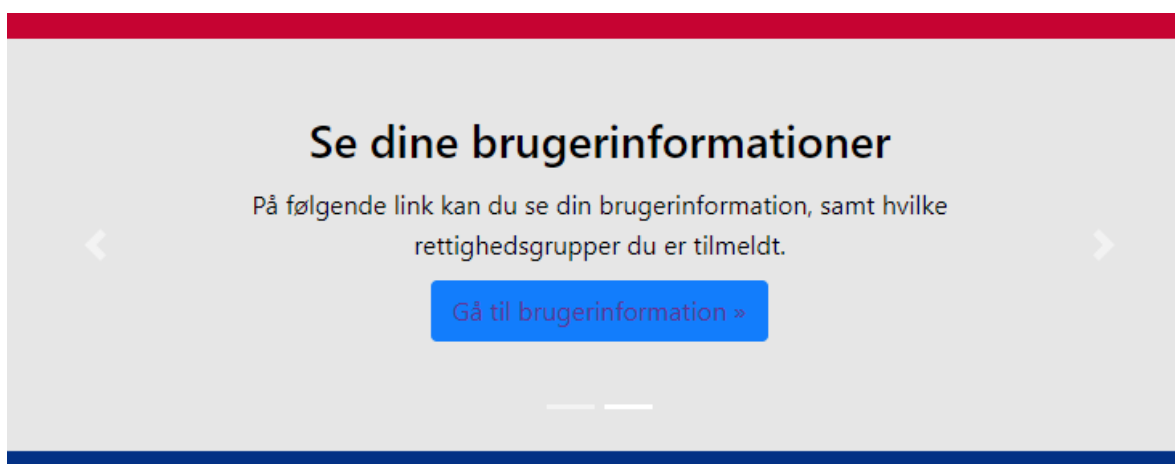 Se dine brugerinformationer
På følgende link kan du se din brugerinformation, samt hvilke
rettighedsgrupper du er tilmeldt.
Gå til brugerinformation »